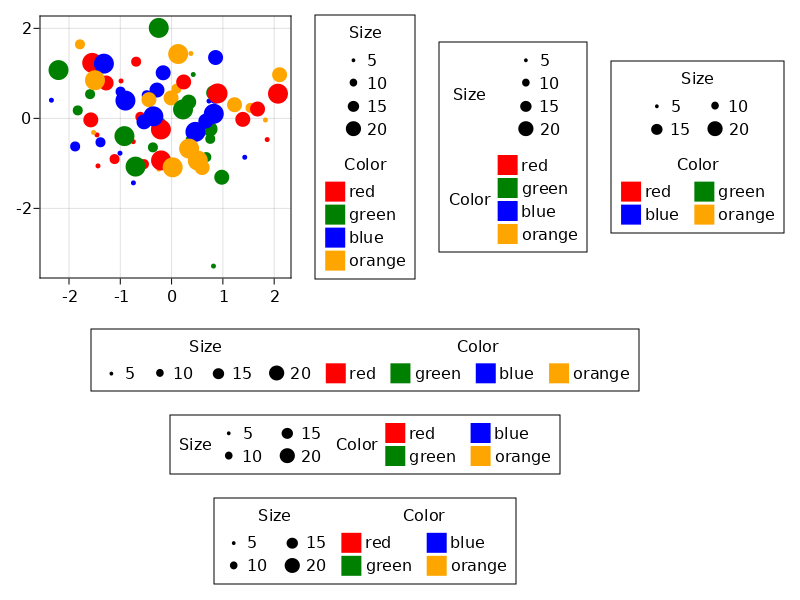 2
0
-2
-2 -1 0 1 2
Size
5
10
15
20
Color
red
green
blue
orange
Size
5
10
15
20
Color
red
green
blue
orange
Size
5 10
15 20
Color
red green
blue orange
Size Color
5 10 15 20 red green blue orange
Size 5 15 Color red blue
10 20 green orange
Size Color
5 15 red blue
10 20 green orange